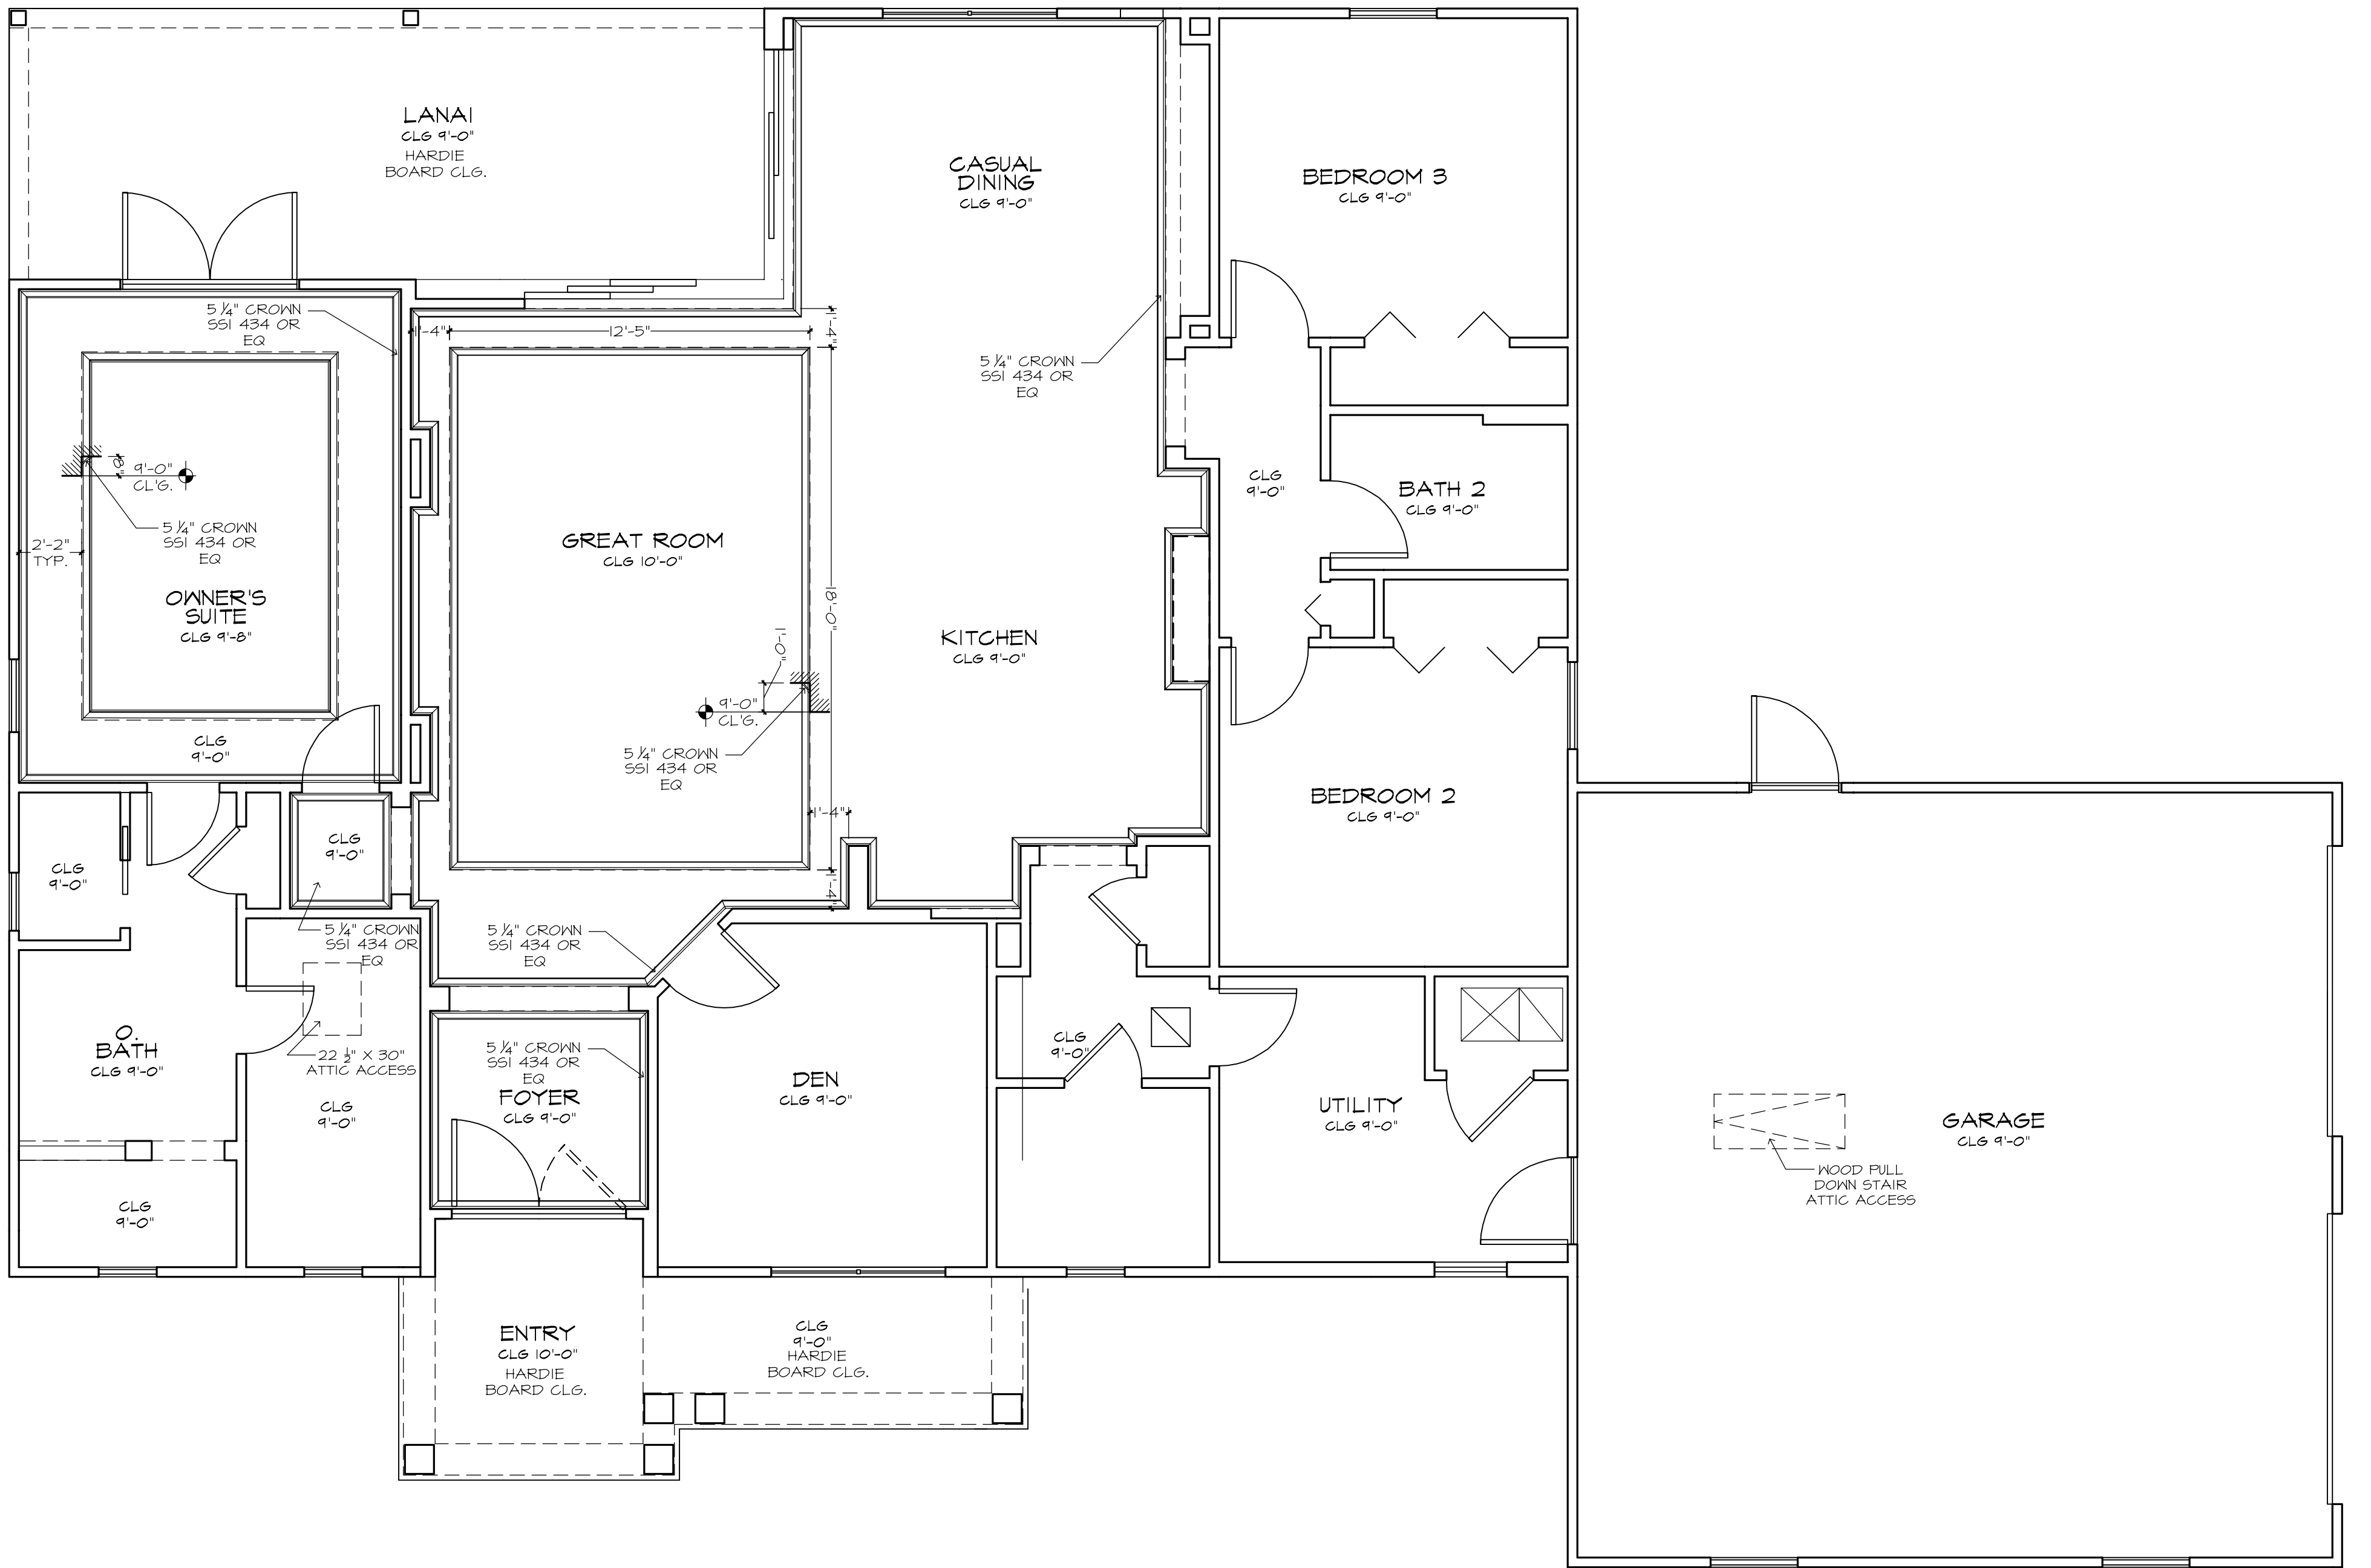 LANAI
CLG 9'-0"
HARDIE
BOARD CLG.
CASUAL
DINING
CLG 9'-0"
BEDROOM 3
CLG 9'-0"
5 1/4" CROWN
SSI 434 OR
EQ
1'-4"
12'-5"
1'-4"
5 1/4" CROWN
SSI 434 OR
EQ
8"
9'-0"
CL'G.
5 1/4" CROWN
SSI 434 OR
EQ
2'-2"
TYP.
OWNER'S
SUITE
CLG 9'-8"
CLG
9'-0"
GREAT ROOM
CLG 10'-0"
18'-0"
1'-0"
9'-0"
CL'G.
5 1/4" CROWN
SSI 434 OR
EQ
1'-4"
1'-4"
KITCHEN
CLG 9'-0"
CLG
9'-0"
BATH 2
CLG 9'-0"
BEDROOM 2
CLG 9'-0"
CLG
9'-0"
CLG
9'-0"
5 1/4" CROWN
SSI 434 OR
EQ
5 1/4" CROWN
SSI 434 OR
EQ
O.
BATH
CLG 9'-0"
22 1/2" X 30"
ATTIC ACCESS
CLG
9'-0"
5 1/4" CROWN
SSI 434 OR
EQ
FOYER
CLG 9'-0"
DEN
CLG 9'-0"
CLG
9'-0"
UTILITY
CLG 9'-0"
GARAGE
CLG 9'-0"
WOOD PULL
DOWN STAIR
ATTIC ACCESS
CLG
9'-0"
ENTRY
CLG 10'-0"
HARDIE
BOARD CLG.
CLG
9'-0"
HARDIE
BOARD CLG.